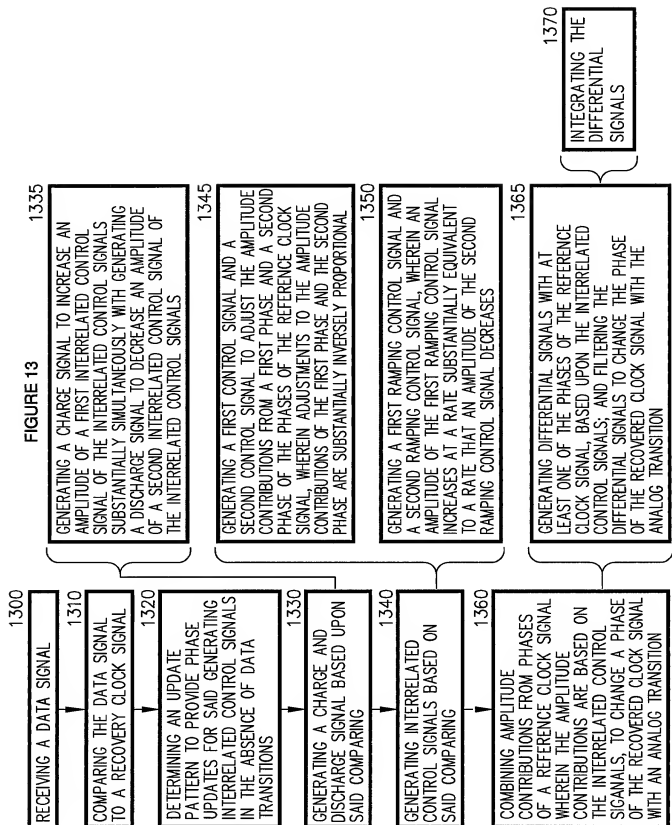 FIGURE 13
1300
RECEIVING A DATA SIGNAL
1310
COMPARING THE DATA SIGNAL
TO A RECOVERY CLOCK SIGNAL
1320
DETERMINING AN UPDATE
PATTERN TO PROVIDE PHASE
UPDATES FOR SAID GENERATING
INTERRELATED CONTROL SIGNALS
IN THE ABSENCE OF DATA
TRANSITIONS
1330
GENERATING A CHARGE AND
DISCHARGE SIGNAL BASED UPON
SAID COMPARING
1335
GENERATING A CHARGE SIGNAL TO INCREASE AN
AMPLITUDE OF A FIRST INTERRELATED CONTROL
SIGNAL OF THE INTERRELATED CONTROL SIGNALS
SUBSTANTIALLY SIMULTANEOUSLY WITH GENERATING
A DISCHARGE SIGNAL TO DECREASE AN AMPLITUDE
OF A SECOND INTERRELATED CONTROL SIGNAL OF
THE INTERRELATED CONTROL SIGNALS
1340
GENERATING INTERRELATED
CONTROL SIGNALS BASED ON
SAID COMPARING
1345
GENERATING A FIRST CONTROL SIGNAL AND A
SECOND CONTROL SIGNAL TO ADJUST THE AMPLITUDE
CONTRIBUTIONS FROM A FIRST PHASE AND A SECOND
PHASE OF THE PHASES OF THE REFERENCE CLOCK
SIGNAL, WHEREIN ADJUSTMENTS TO THE AMPLITUDE
CONTRIBUTIONS OF THE FIRST PHASE AND THE SECOND
PHASE ARE SUBSTANTIALLY INVERSELY PROPORTIONAL
1350
GENERATING A FIRST RAMPING CONTROL SIGNAL AND
A SECOND RAMPING CONTROL SIGNAL, WHEREIN AN
AMPLITUDE OF THE FIRST RAMPING CONTROL SIGNAL
INCREASES AT A RATE SUBSTANTIALLY EQUIVALENT
TO A RATE THAT AN AMPLITUDE OF THE SECOND
RAMPING CONTROL SIGNAL DECREASES
1360
COMBINING AMPLITUDE
CONTRIBUTIONS FROM PHASES
OF A REFERENCE CLOCK SIGNAL
WHEREIN THE AMPLITUDE
CONTRIBUTIONS ARE BASED ON
THE INTERRELATED CONTROL
SIGANALS, TO CHANGE A PHASE
OF THE RECOVERED CLOCK SIGNAL
WITH AN ANALOG TRANSITION
1365
GENERATING DIFFERENTIAL SIGNALS WITH AT
LEAST ONE OF THE PHASES OF THE REFERENCE
CLOCK SIGNAL, BASED UPON THE INTERRELATED
CONTROL SIGNALS; AND FILTERING THE
DIFFERENTIAL SIGNALS TO CHANGE THE PHASE
OF THE RECOVERED CLOCK SIGNAL WITH THE
ANALOG TRANSITION
1370
INTEGRATING THE
DIFFERENTIAL
SIGNALS